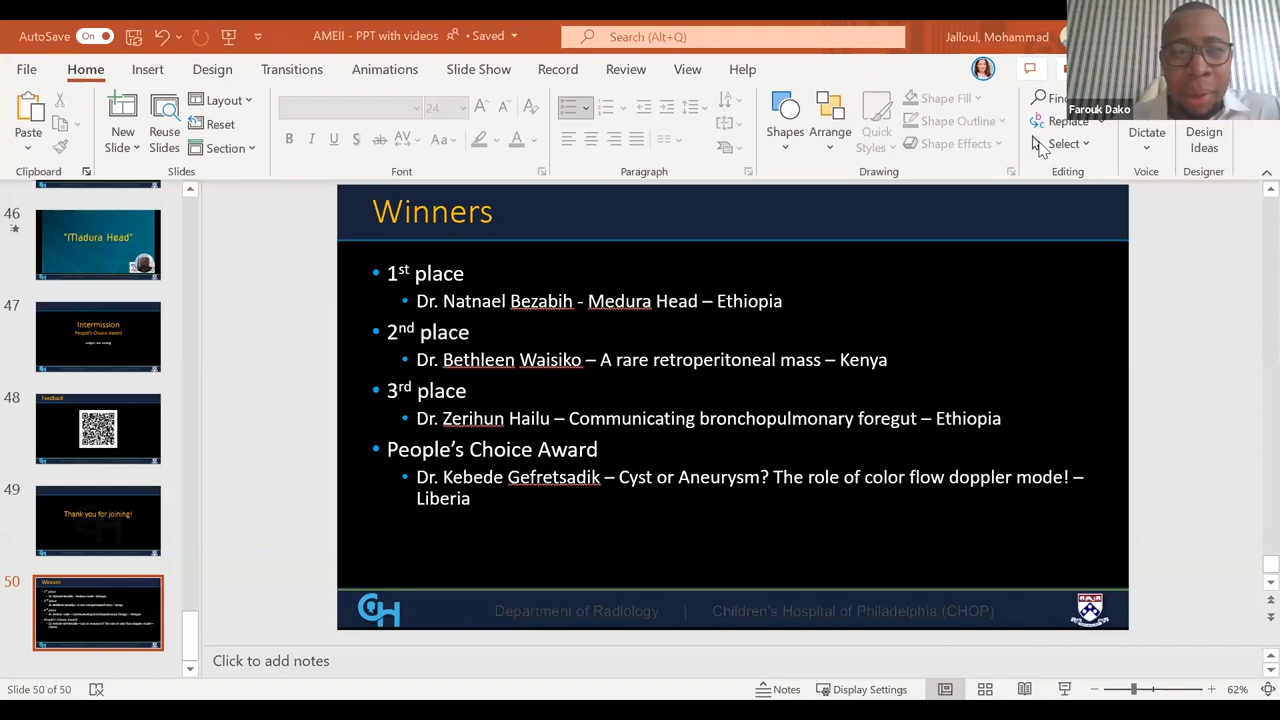 AutoSave On
AMEII - PPT with videos • Saved
Search (Alt+Q)
Jalloul, Mohammad
Farouk Dako
File Home Insert Design Transitions Animations Slide Show Record Review View Help
Paste
New Slide
Reuse Slides
Layout
Reset
Section
24
Shapes
Arrange
Quick Styles
Shape Fill
Shape Outline
Shape Effects
Replace
Select
Dictate
Design Ideas
Clipboard
Slides
Font
Paragraph
Drawing
Editing
Voice
Designer
46
"Madura Head"
47
Intermission
People's Choice Award
48
Feedback
49
Thank you for joining!
50
Winners
Winners
• 1st place
• Dr. Natnael Bezabih - Medura Head – Ethiopia
• 2nd place
• Dr. Bethleen Waisiko – A rare retroperitoneal mass – Kenya
• 3rd place
• Dr. Zerihun Hailu – Communicating bronchopulmonary foregut – Ethiopia
• People's Choice Award
• Dr. Kebede Gefretsadik – Cyst or Aneurysm? The role of color flow doppler mode! –
Liberia
Department of Radiology | Children's Hospital of Philadelphia (CHOP)
Click to add notes
Slide 50 of 50
Notes
Display Settings
62%